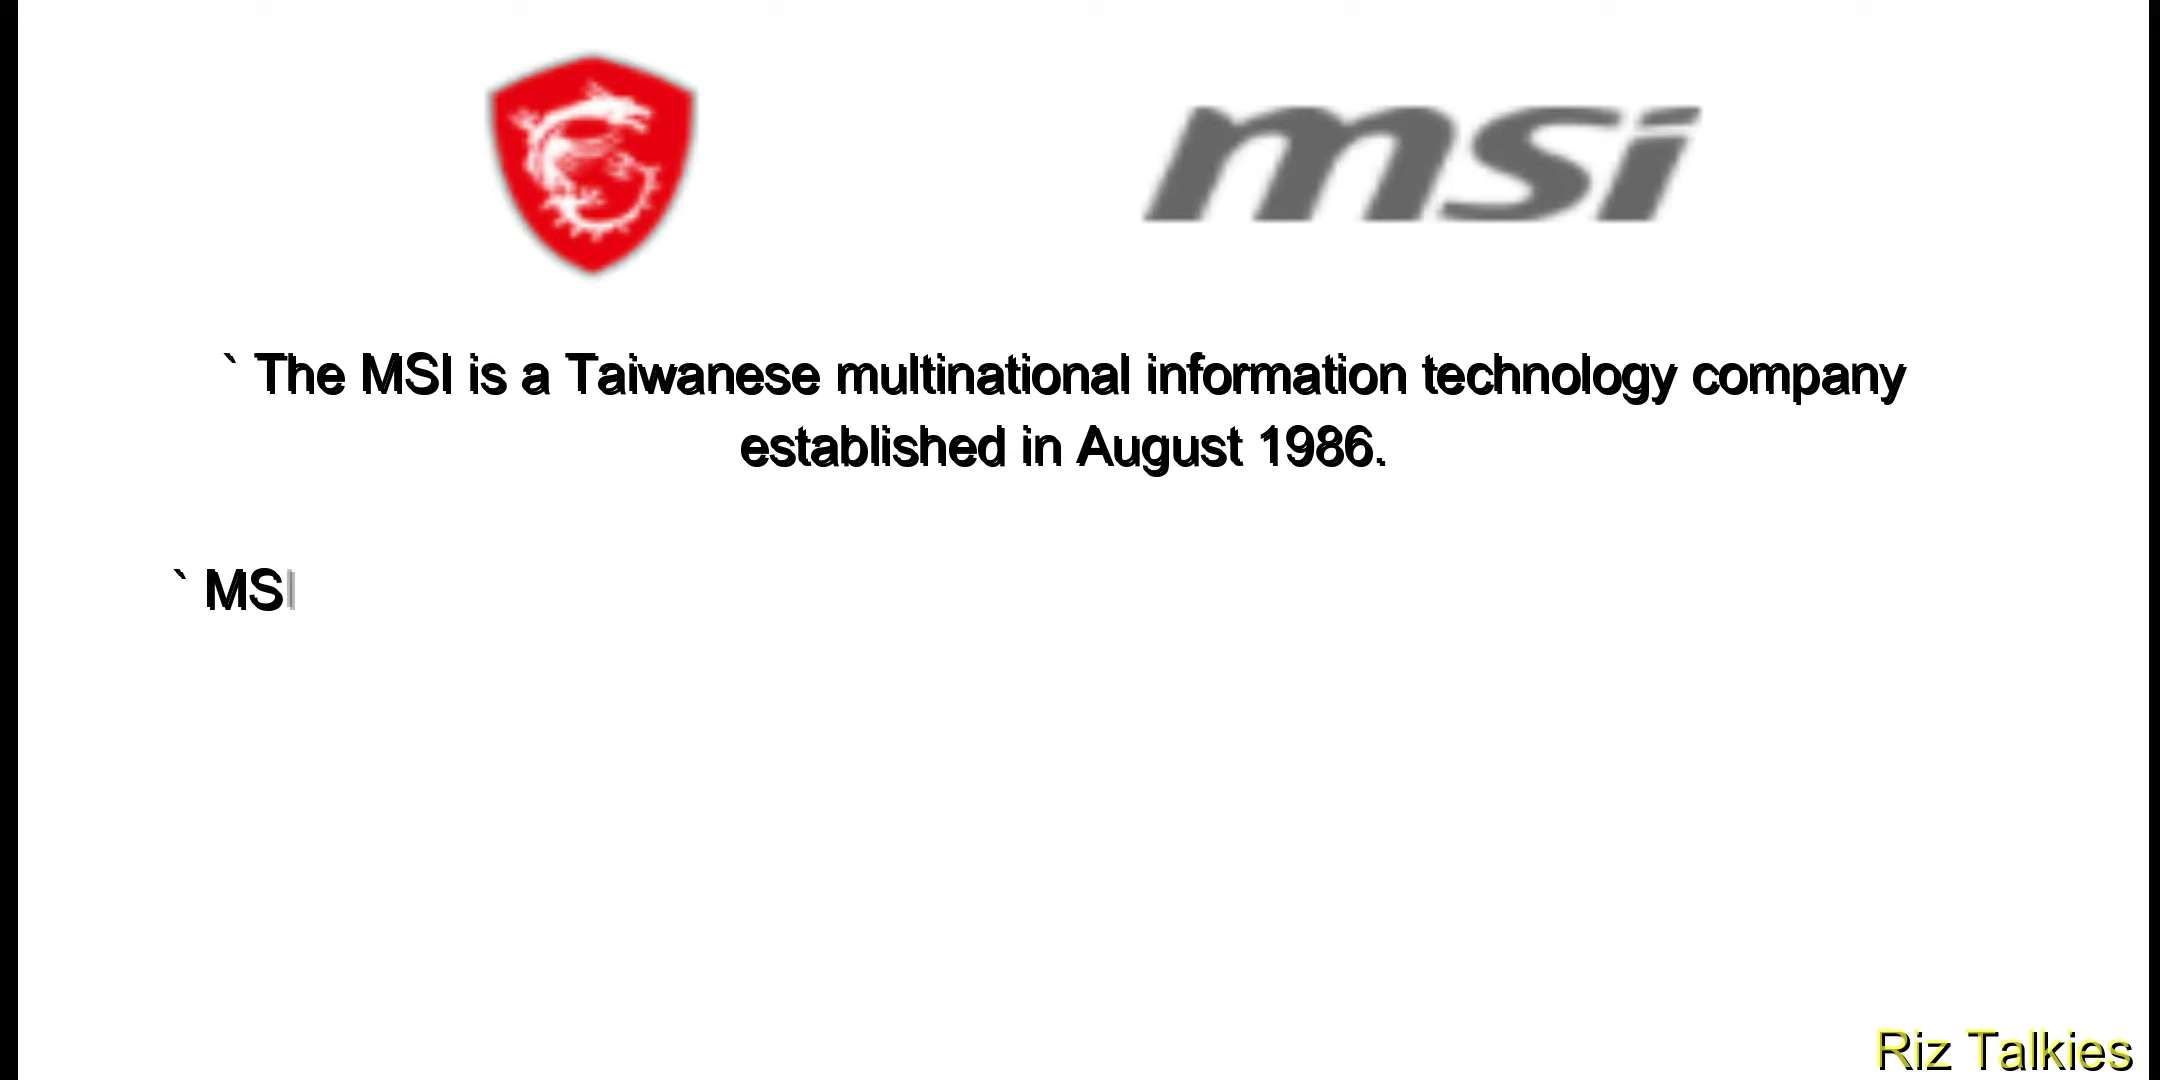 msi
` The MSI is a Taiwanese multinational information technology company
established in August 1986.
` MSI
Riz Talkies